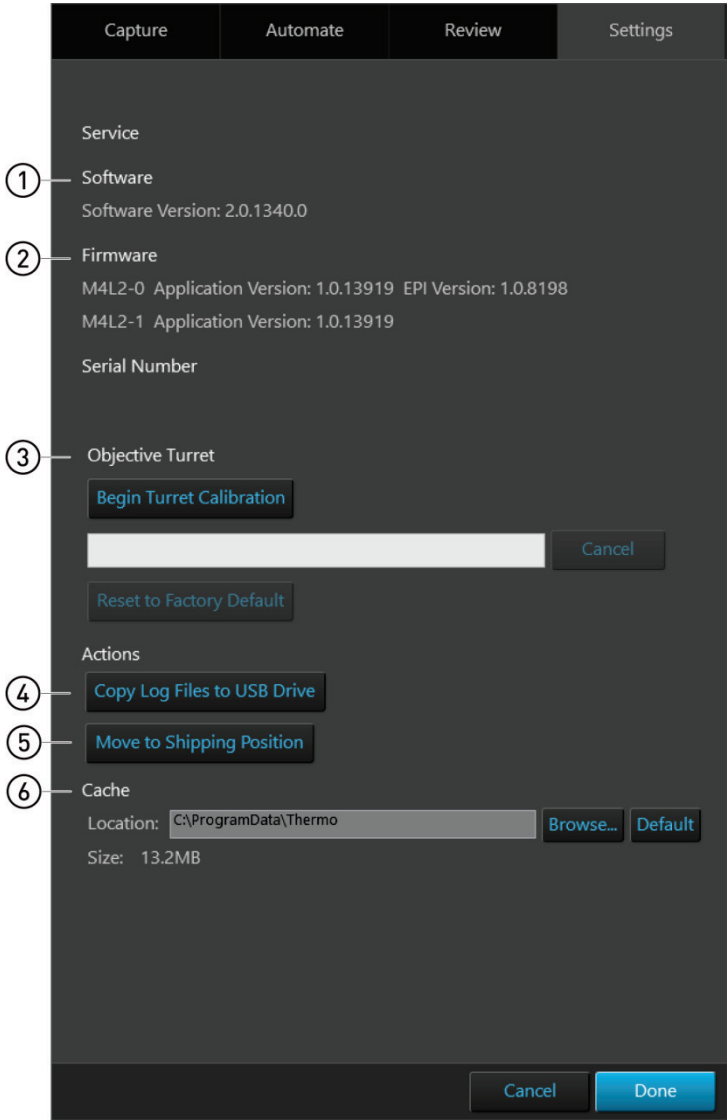 Capture Automate Review Settings
Service
1 Software
Software Version: 2.0.1340.0
2 Firmware
M4L2-0 Application Version: 1.0.13919 EPI Version: 1.0.8198
M4L2-1 Application Version: 1.0.13919
Serial Number
3 Objective Turret
Begin Turret Calibration
Cancel
Reset to Factory Default
Actions
4 Copy Log Files to USB Drive
5 Move to Shipping Position
6 Cache
Location: C:\ProgramData\Thermo Browse... Default
Size: 13.2MB
Cancel Done